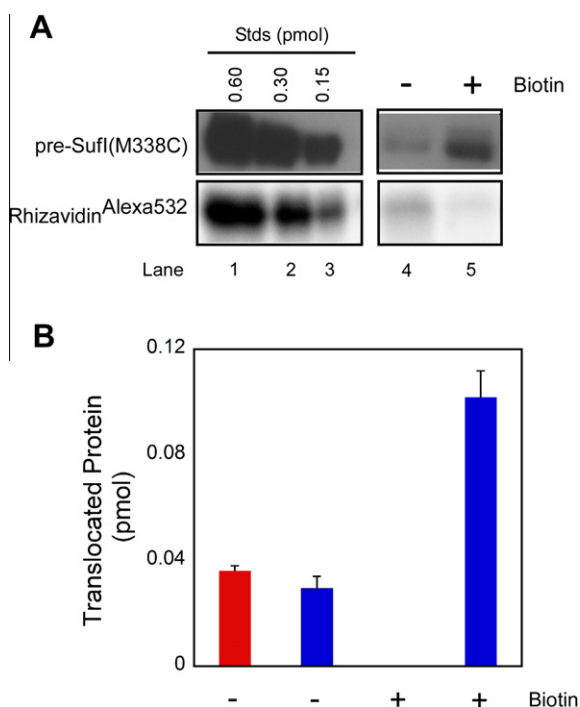 A
Stds (pmol)
0.60 0.30 0.15 - + Biotin
pre-SufI(M338C)
RhizavidinAlexa532
Lane 1 2 3 4 5
B
0.12
0.08
0.04
0
Translocated Protein
(pmol)
- - + + Biotin